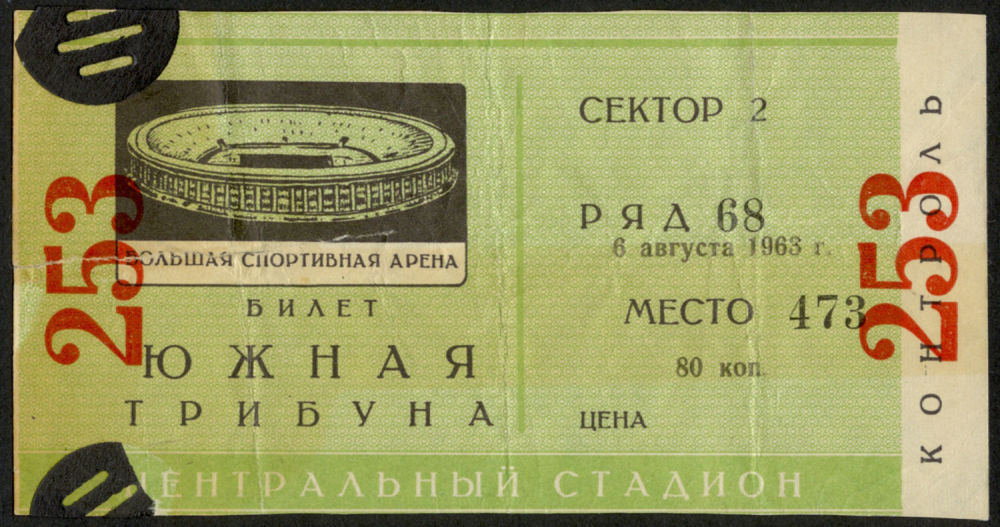 253
БОЛЬШАЯ СПОРТИВНАЯ АРЕНА
БИЛЕТ
ЮЖНАЯ
ТРИБУНА
СЕКТОР 2
РЯД 68
6 августа 1963 г.
МЕСТО 473
80 коп.
ЦЕНА
ЦЕНТРАЛЬНЫЙ СТАДИОН
253
КОНТРОЛЬ